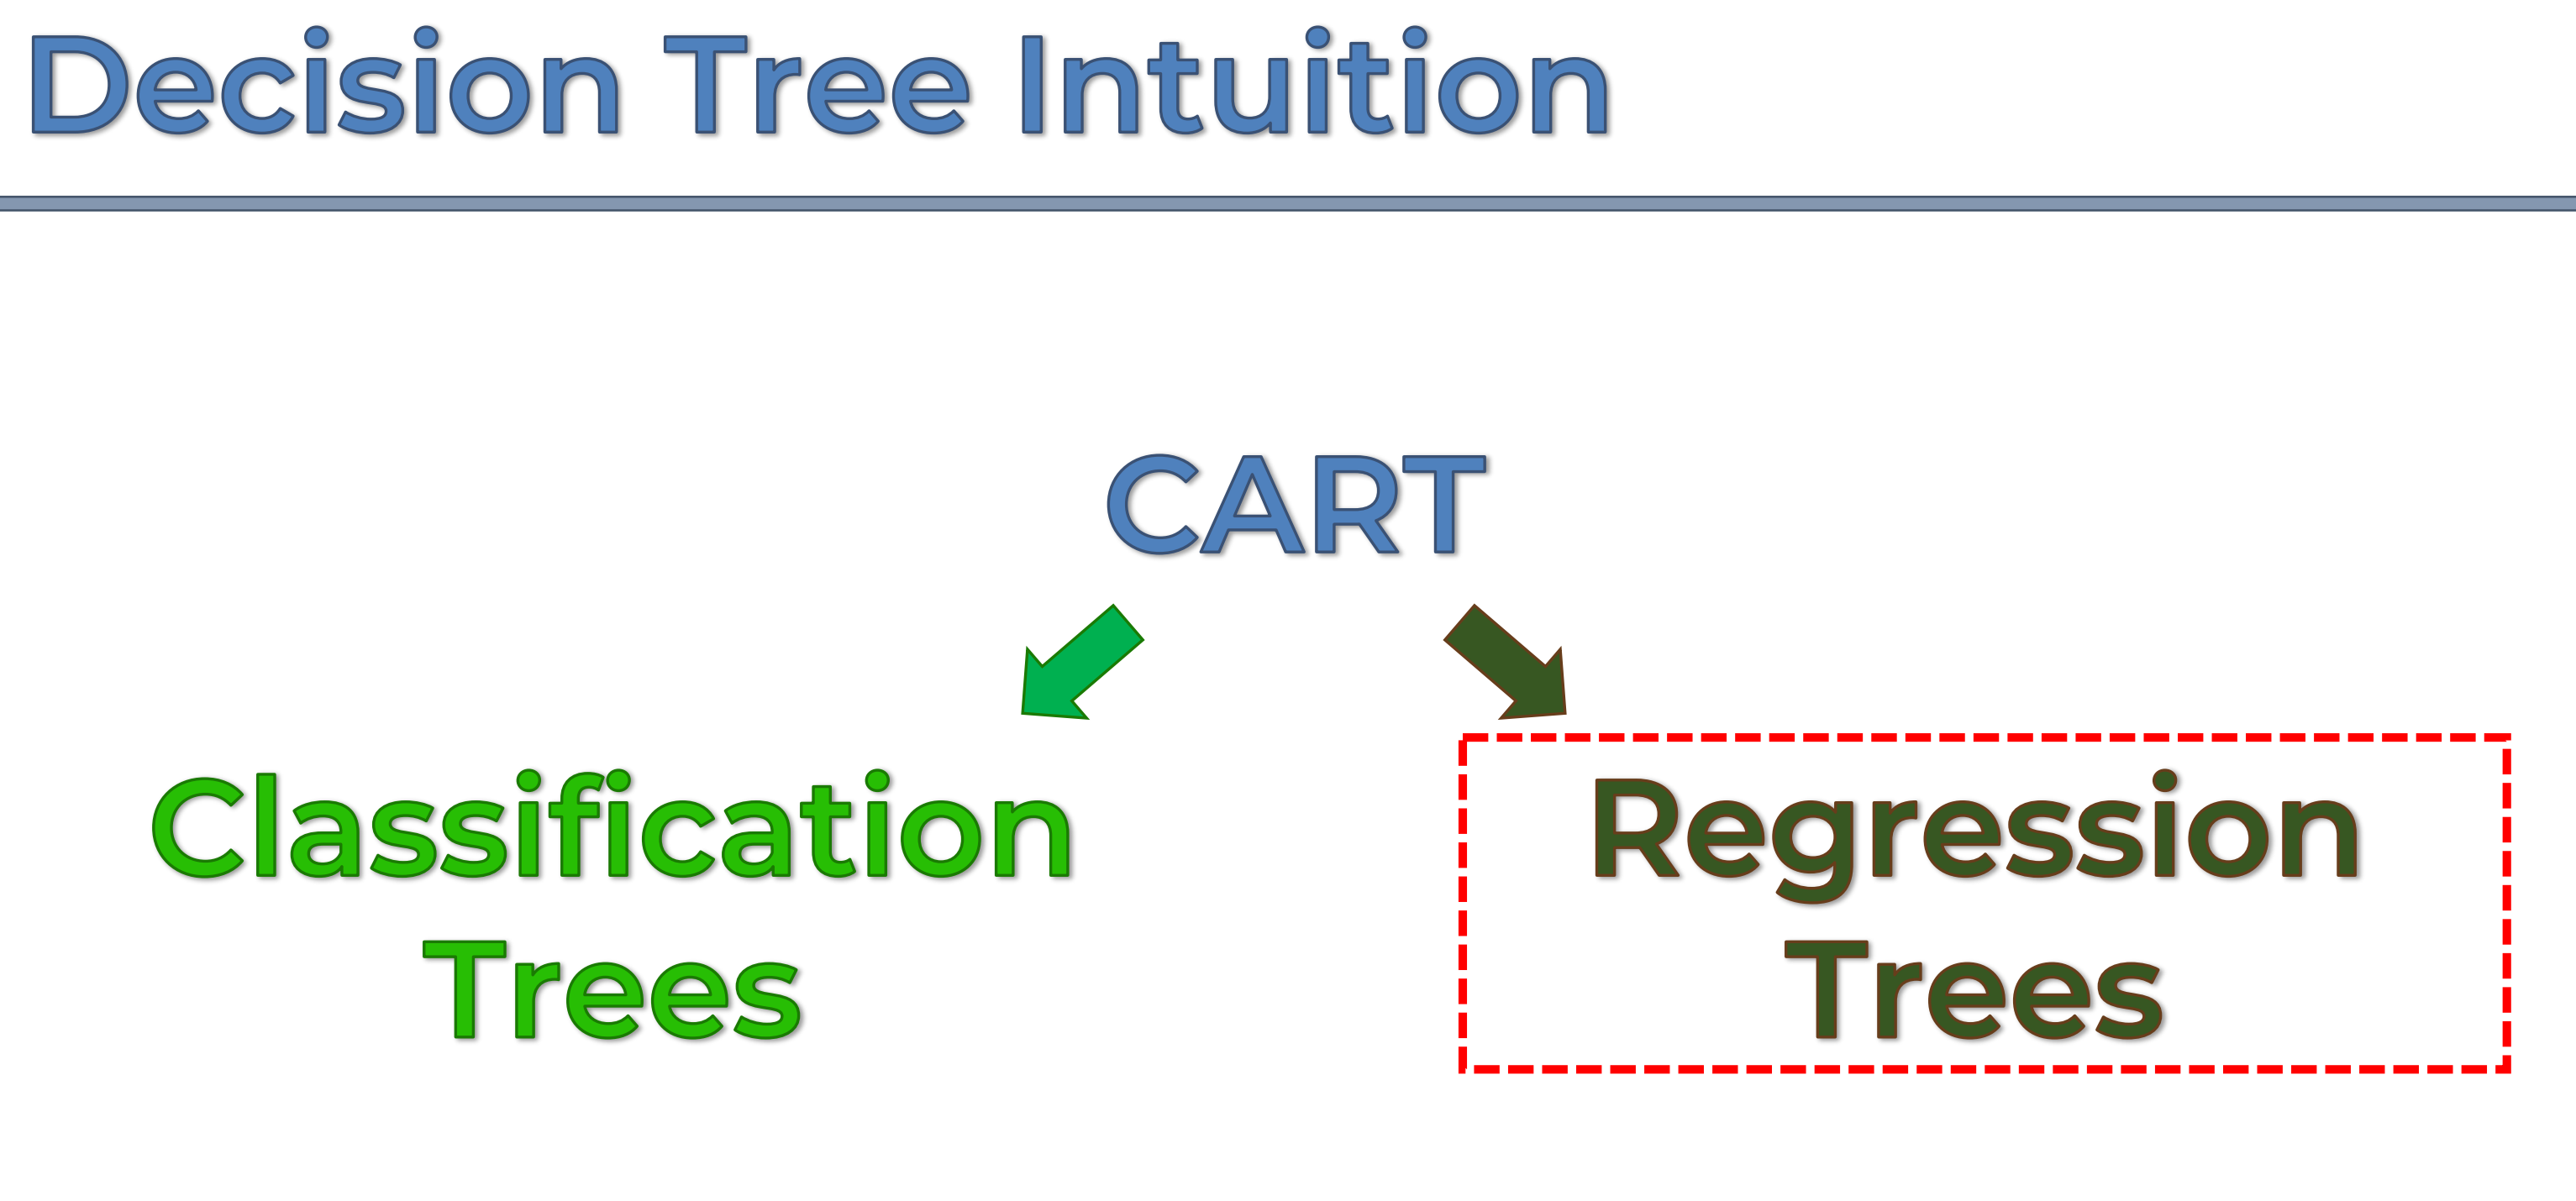 Decision Tree Intuition
CART
Classification
Trees
Regression
Trees